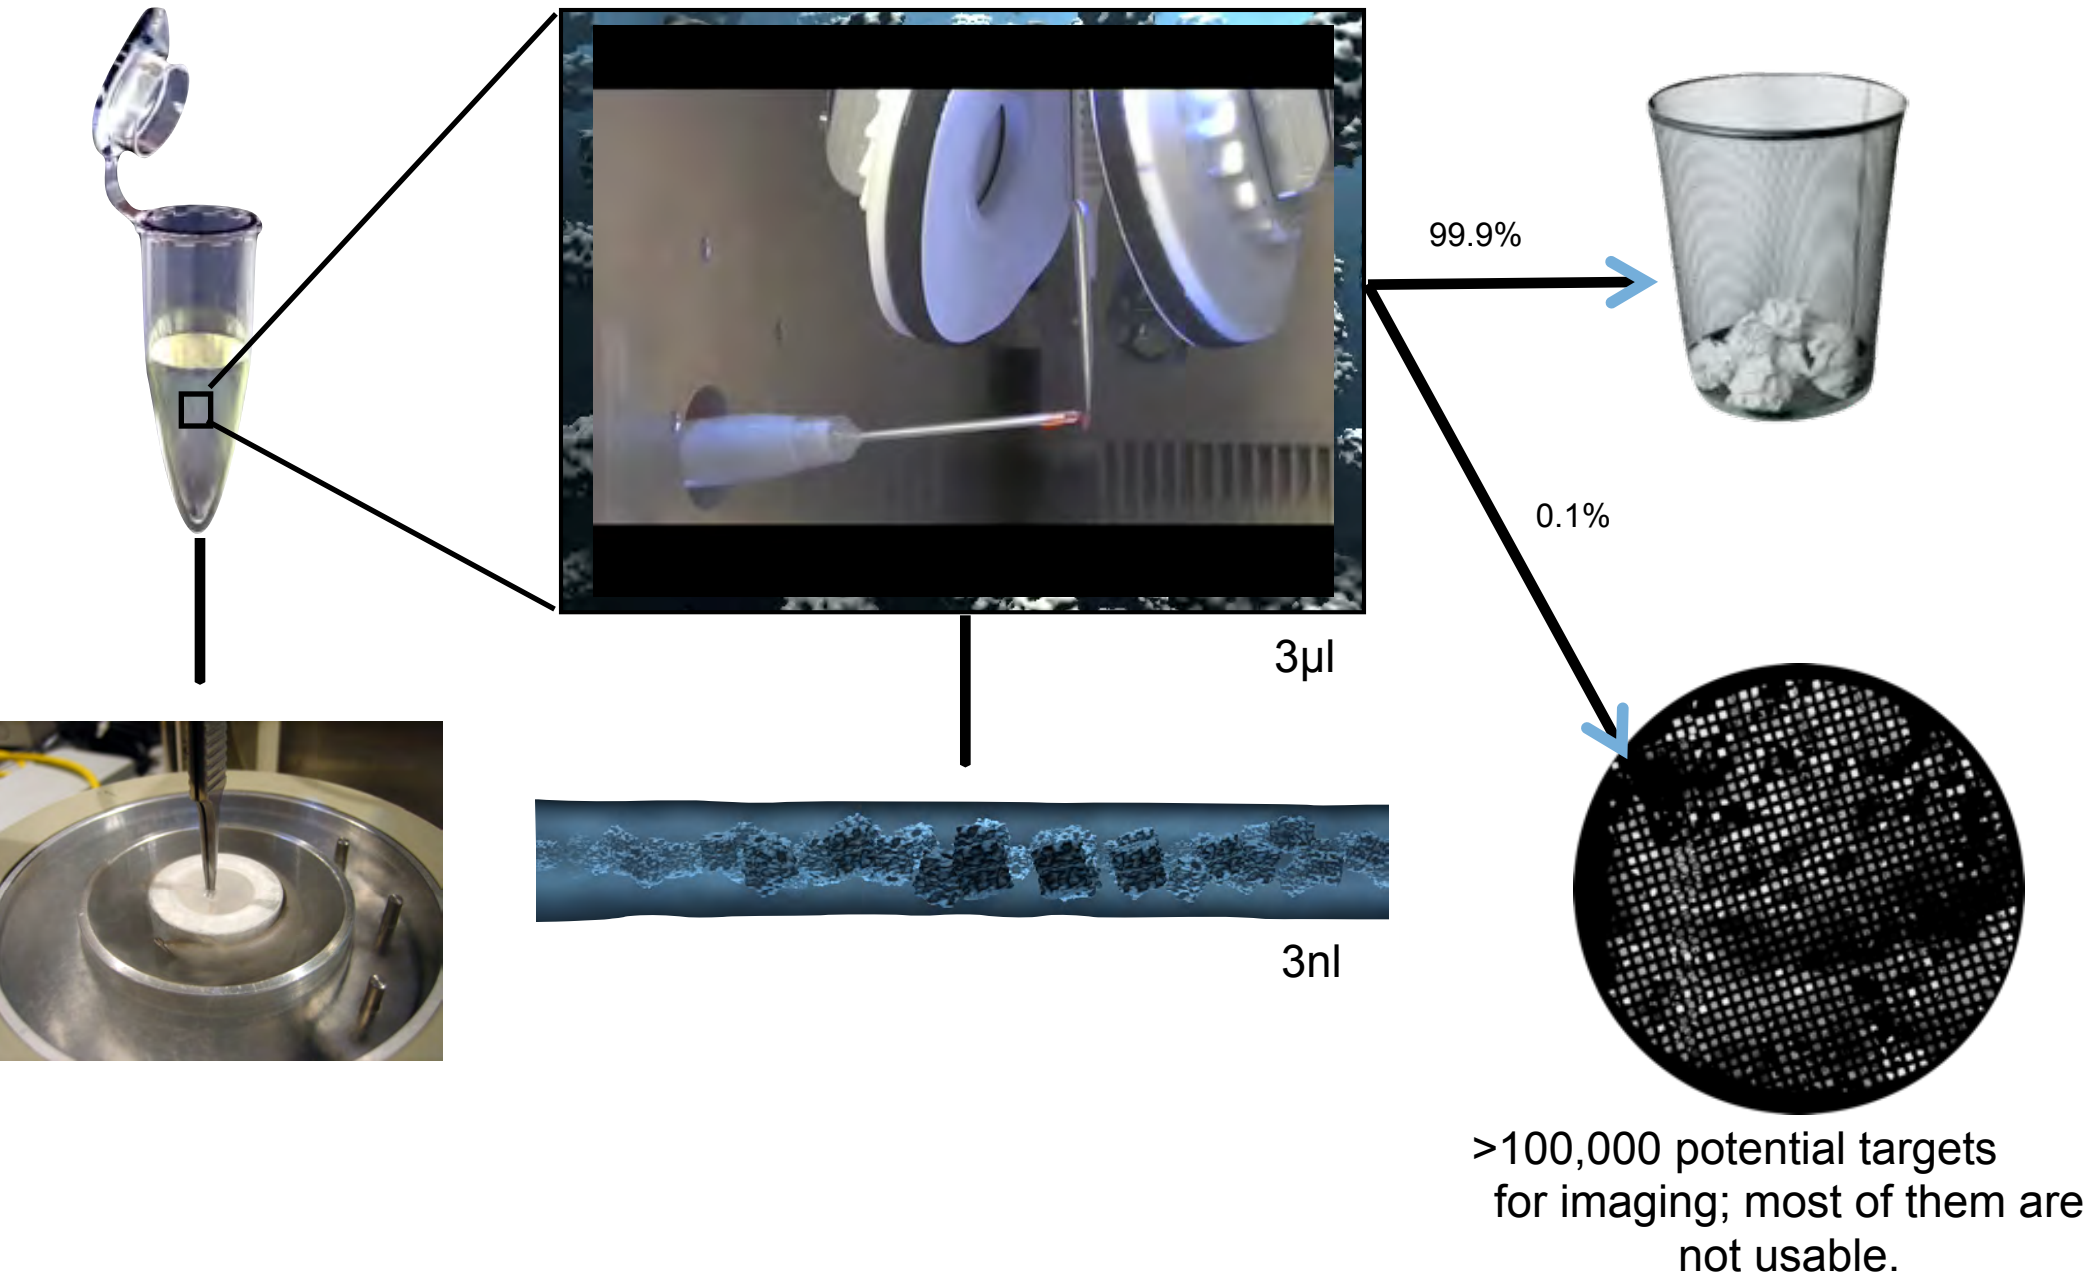 99.9%
0.1%
3µl
3nl
>100,000 potential targets
for imaging; most of them are
not usable.